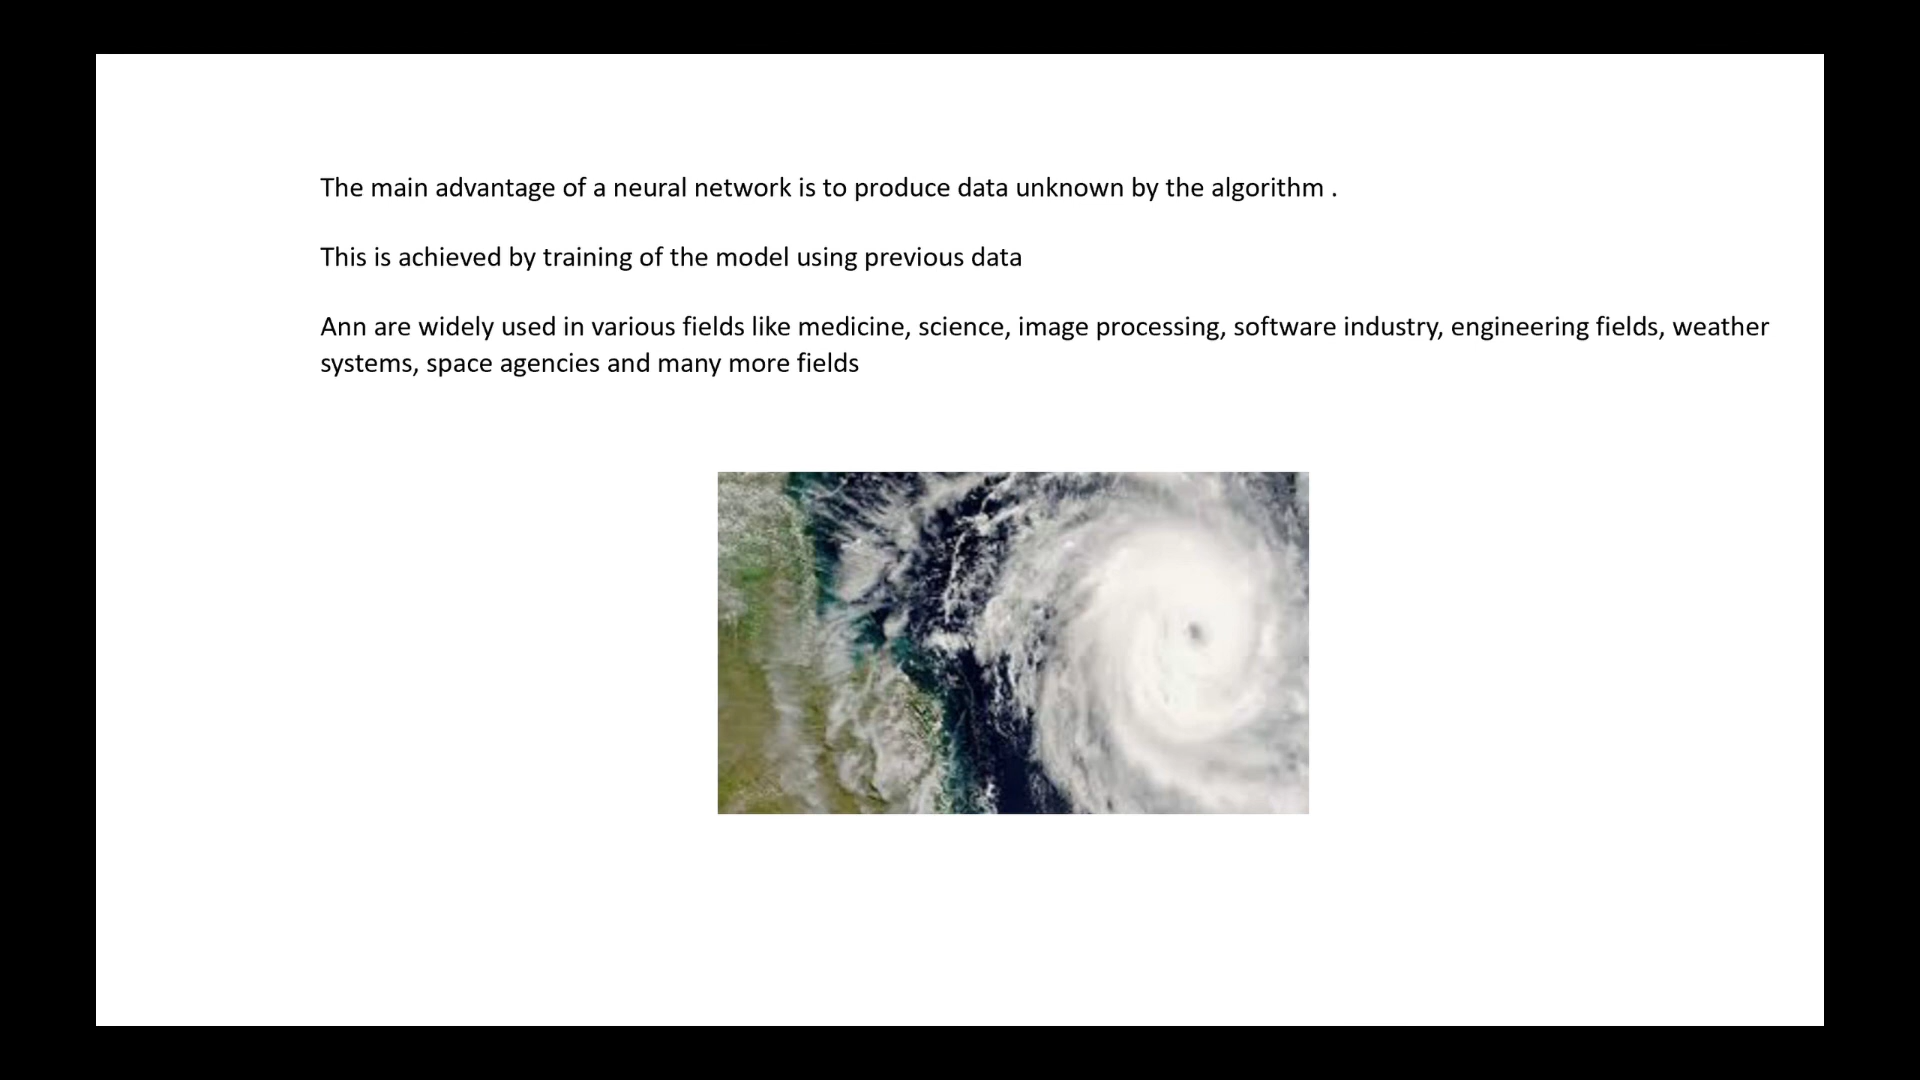 The main advantage of a neural network is to produce data unknown by the algorithm .
This is achieved by training of the model using previous data
Ann are widely used in various fields like medicine, science, image processing, software industry, engineering fields, weather
systems, space agencies and many more fields